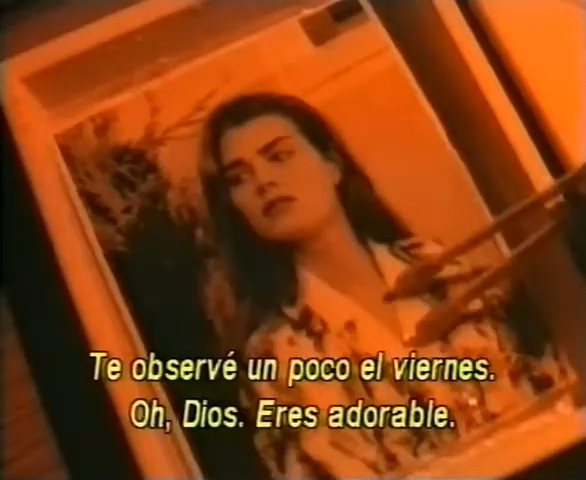 Te observé un poco el viernes.
Oh, Dios. Eres adorable.